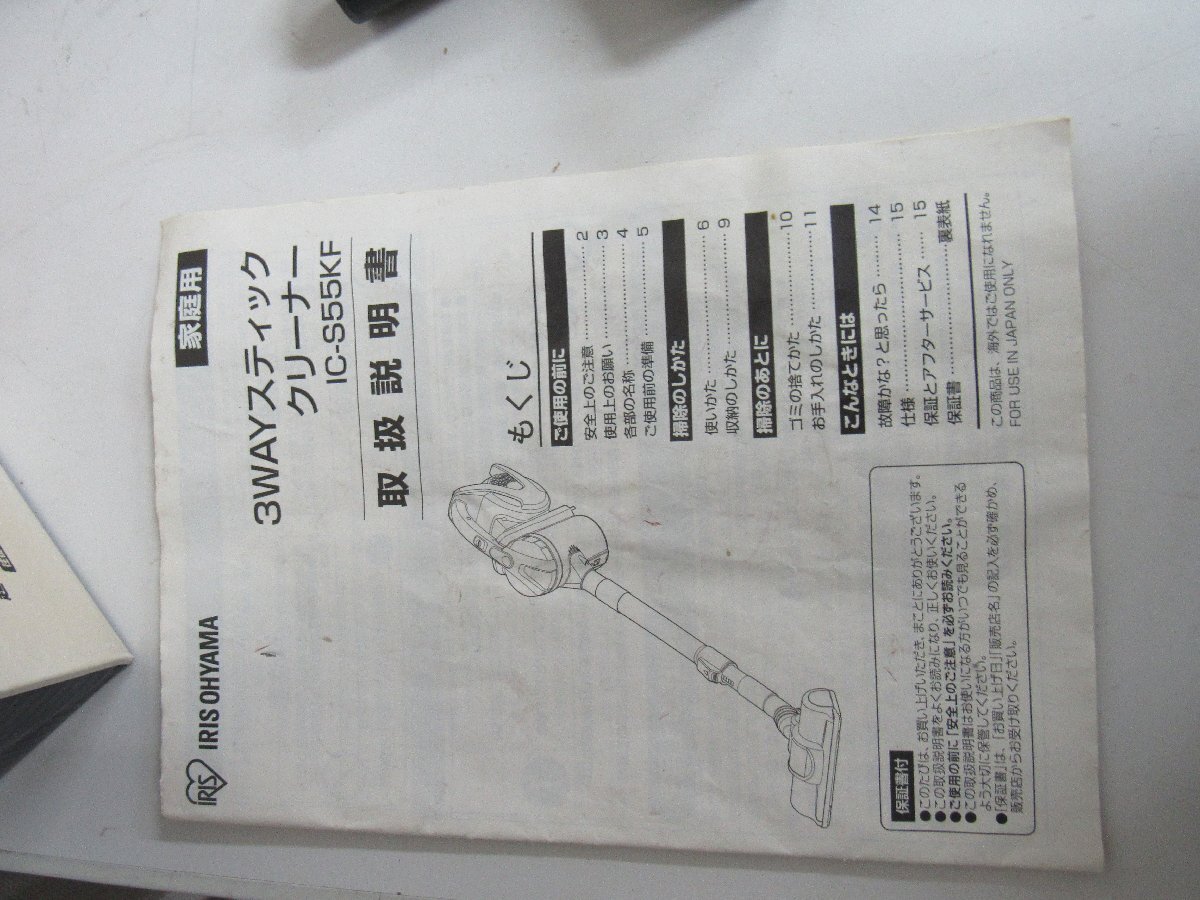 IRIS
IRIS OHYAMA
家庭用
3WAYスティック
クリーナー
IC-S55KF
取扱説明書
もくじ
ご使用の前に
安全上のご注意 …… 2
使用上のお願い …… 3
各部の名称 …… 4
ご使用前の準備 …… 5
掃除のしかた
使いかた …… 6
収納のしかた …… 9
掃除のあとに
ゴミの捨てかた …… 10
お手入れのしかた …… 11
こんなときには
故障かな?と思ったら …… 14
仕様 …… 15
保証とアフターサービス …… 15
保証書 …… 裏表紙
この商品は、海外ではご使用になれません。
FOR USE IN JAPAN ONLY
保証書付
●このたびは、お買い上げいただき、まことにありがとうございます。
●この取扱説明書をよくお読みになり、正しくお使いください。
●ご使用の前に「安全上のご注意」を必ずお読みください。
●この取扱説明書はお使いになる方がいつでも見ることができる
よう大切に保管してください。
●「保証書」は、「お買い上げ日」「販売店名」の記入を必ず確かめ、
販売店からお受け取りください。